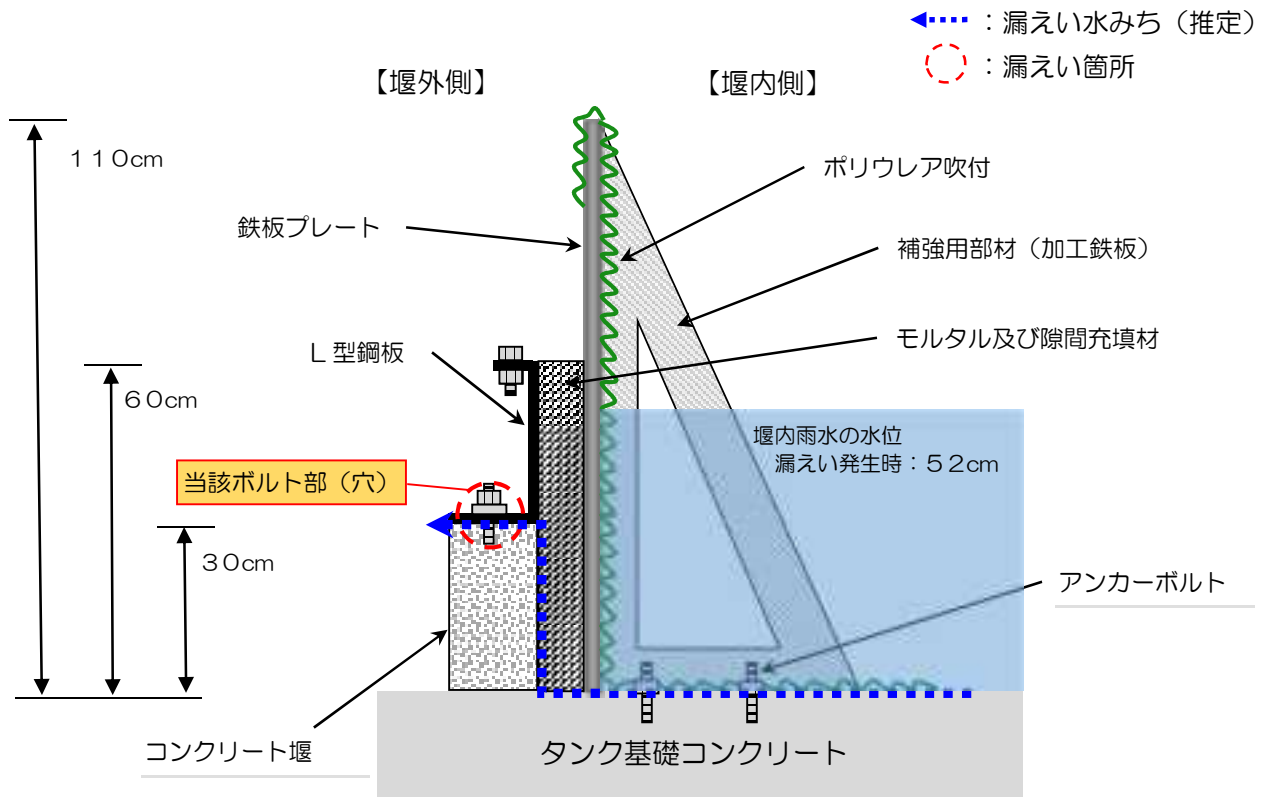 ：漏えい水みち（推定）
：漏えい箇所
【堰外側】
【堰内側】
１１０cm
ポリウレア吹付
鉄板プレート
補強用部材（加工鉄板）
モルタル及び隙間充填材
Ｌ型鋼板
６０cm
堰内雨水の水位
漏えい発生時：５２cm
当該ボルト部（穴）
３０cm
アンカーボルト
コンクリート堰
タンク基礎コンクリート